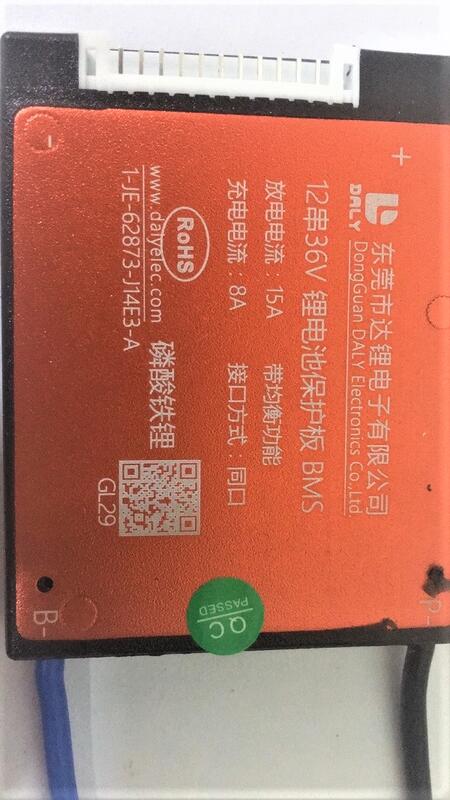 DALY
东莞市达锂电子有限公司
DongGuan DALY Electronics Co.,Ltd
12串36V 锂电池保护板 BMS
放电电流：15A 带均衡功能
充电电流：8A 接口方式：同口
RoHS
www.dalyelec.com
1-JE-62873-J14E3-A
磷酸铁锂
GL29
QC
PASSED
B-
P-
+
-